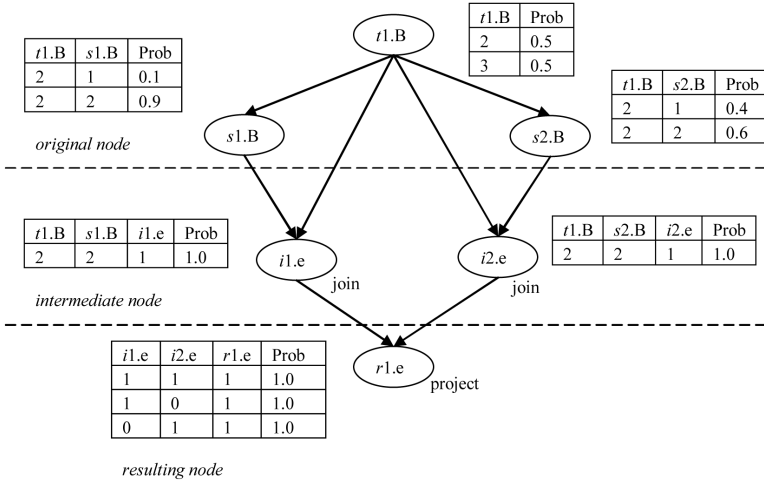 t1.B
t1.B Prob
2 0.5
3 0.5
t1.B s1.B Prob
2 1 0.1
2 2 0.9
t1.B s2.B Prob
2 1 0.4
2 2 0.6
s1.B
s2.B
original node
t1.B s1.B i1.e Prob
2 2 1 1.0
t1.B s2.B i2.e Prob
2 2 1 1.0
i1.e
i2.e
join
join
intermediate node
i1.e i2.e r1.e Prob
1 1 1 1.0
1 0 1 1.0
0 1 1 1.0
r1.e
project
resulting node